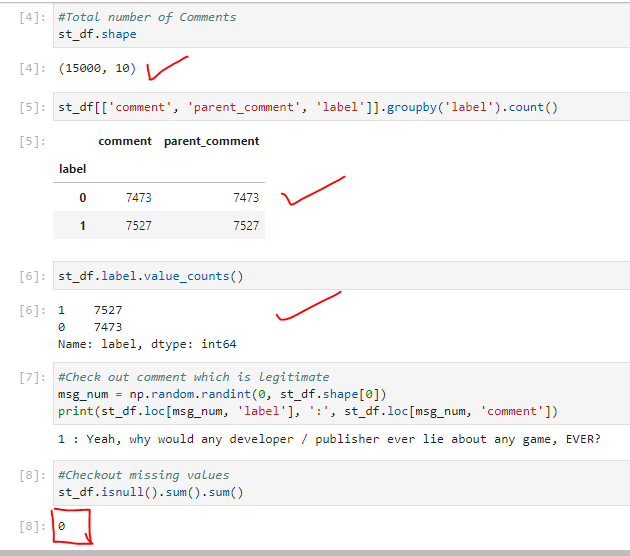 [4]: #Total number of Comments
st_df.shape
[4]: (15000, 10)
[5]: st_df[['comment', 'parent_comment', 'label']].groupby('label').count()
[5]:
comment parent_comment
label
0 7473 7473
1 7527 7527
[6]: st_df.label.value_counts()
[6]: 1 7527
0 7473
Name: label, dtype: int64
[7]: #Check out comment which is legitimate
msg_num = np.random.randint(0, st_df.shape[0])
print(st_df.loc[msg_num, 'label'], ':', st_df.loc[msg_num, 'comment'])
1 : Yeah, why would any developer / publisher ever lie about any game, EVER?
[8]: #Checkout missing values
st_df.isnull().sum().sum()
[8]: 0